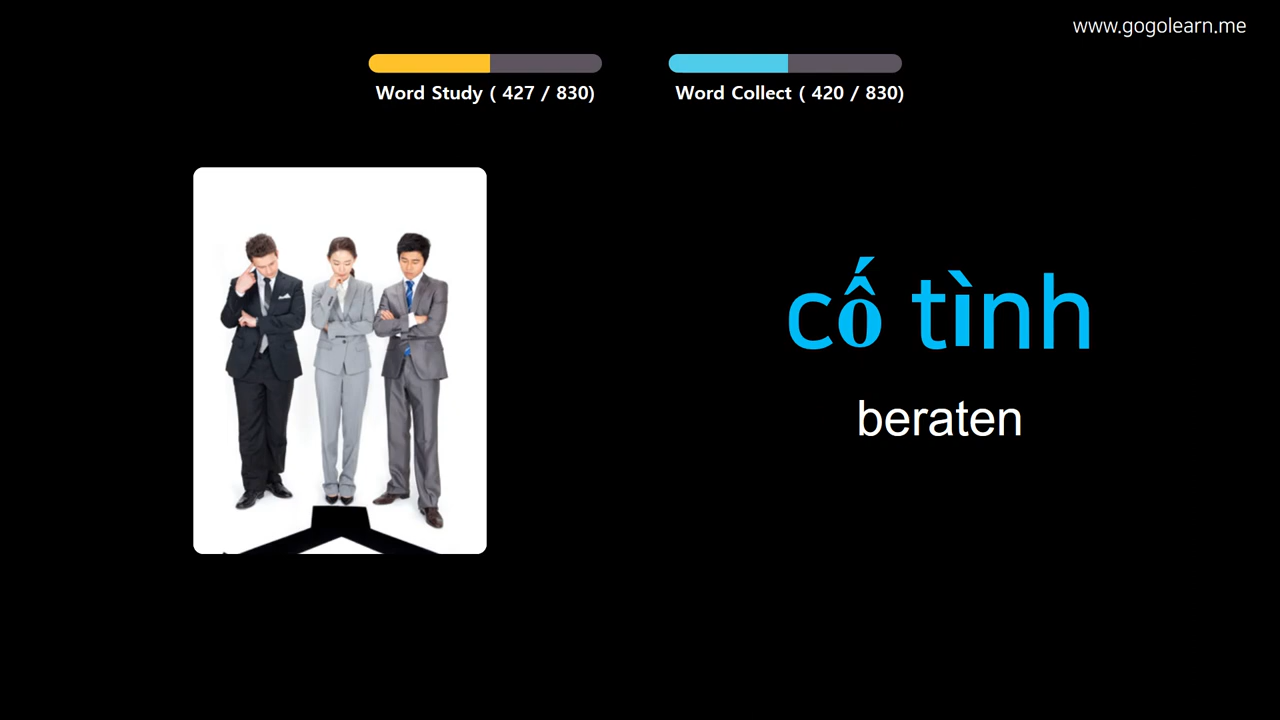 www.gogolearn.me
Word Study ( 427 / 830)
Word Collect ( 420 / 830)
cố tình
beraten